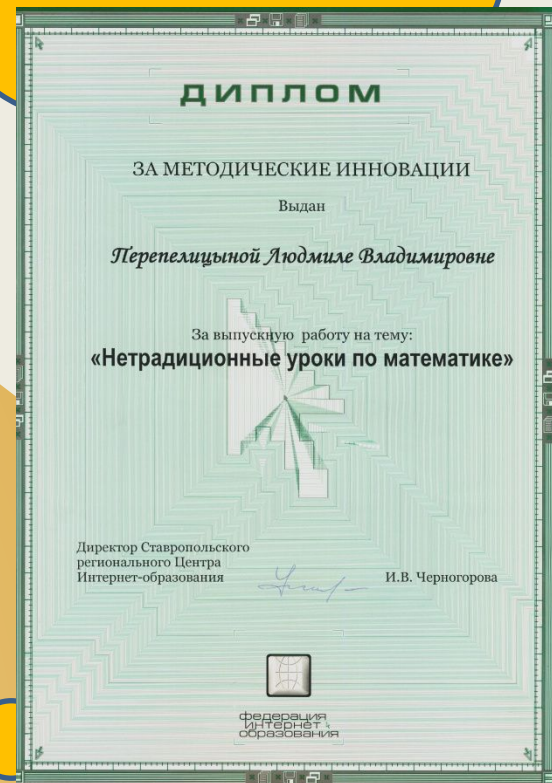 ДИПЛОМ
ЗА МЕТОДИЧЕСКИЕ ИННОВАЦИИ
Выдан
Перепелицыной Людмиле Владимировне
За выпускную работу на тему:
«Нетрадиционные уроки по математике»
Директор Ставропольского
регионального Центра
Интернет-образования
И.В. Черногорова
федерация
интернет
образования